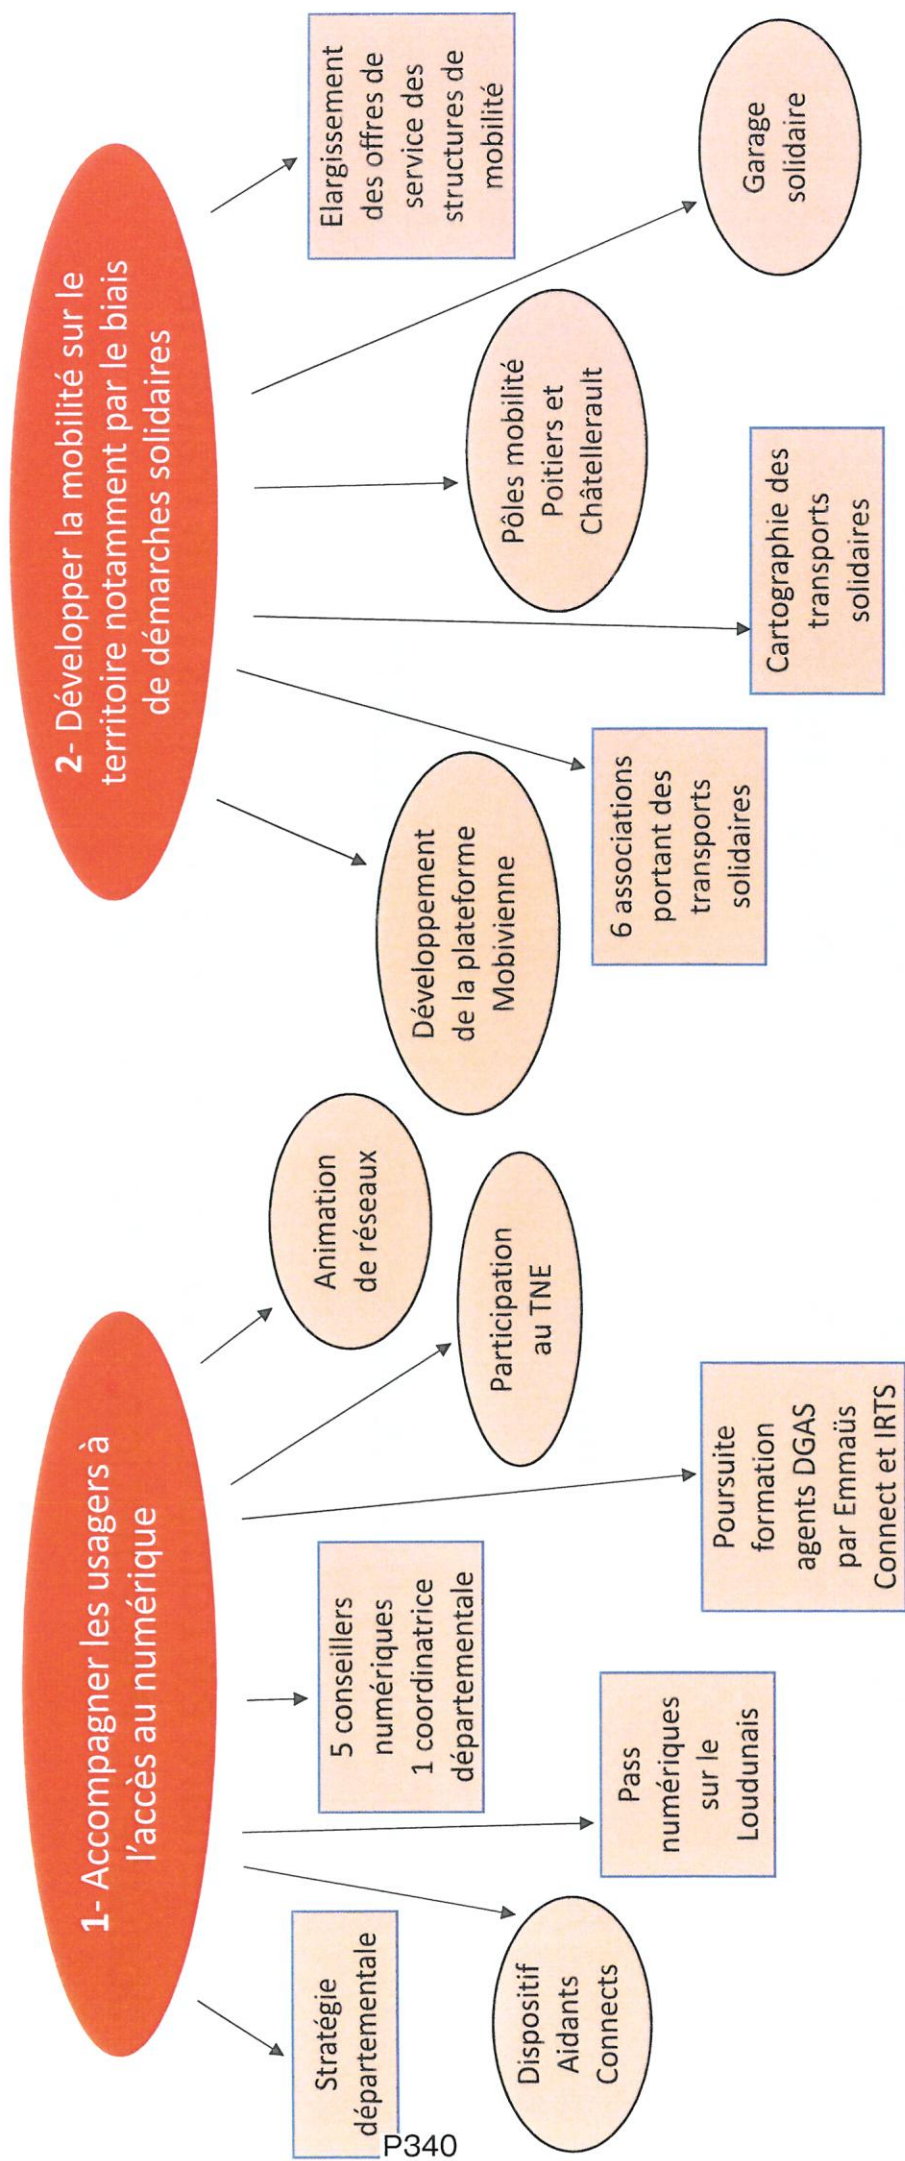 1- Accompagner les usagers à
l'accès au numérique
Stratégie
départementale
Dispositif
Aidants
Connects
Pass
numériques
sur le
Loudunais
5 conseillers
numériques
1 coordinatrice
départementale
Poursuite
formation
agents DGAS
par Emmaüs
Connect et IRTS
Participation
au TNE
Animation
de réseaux
2- Développer la mobilité sur le
territoire notamment par le biais
de démarches solidaires
Développement
de la plateforme
Mobivienne
6 associations
portant des
transports
solidaires
Cartographie des
transports
solidaires
Pôles mobilité
Poitiers et
Châtellerault
Garage
solidaire
Elargissement
des offres de
service des
structures de
mobilité
P340